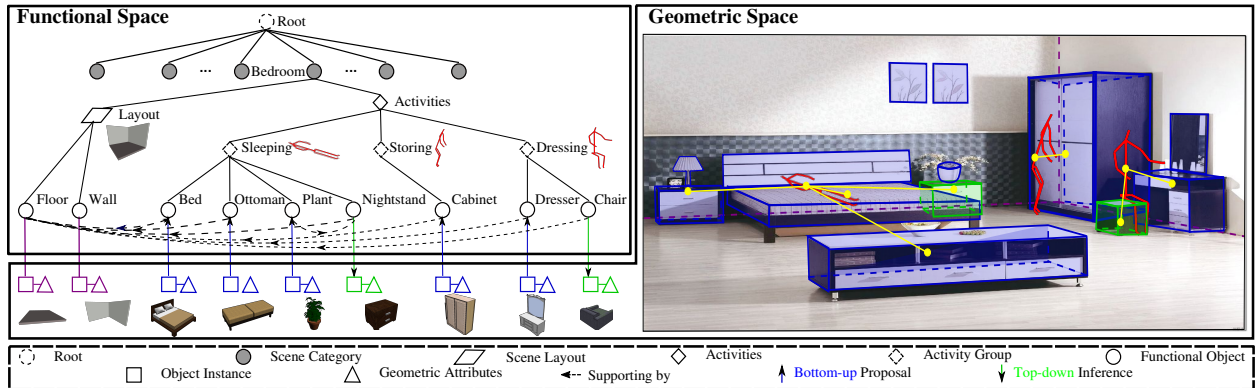 Functional Space
Geometric Space
Root
... Bedroom ...
Activities
Layout
Sleeping Storing Dressing
Floor Wall Bed Ottoman Plant Nightstand Cabinet Dresser Chair
Root Scene Category Scene Layout Activities Activity Group Functional Object
Object Instance Geometric Attributes Supporting by Bottom-up Proposal Top-down Inference